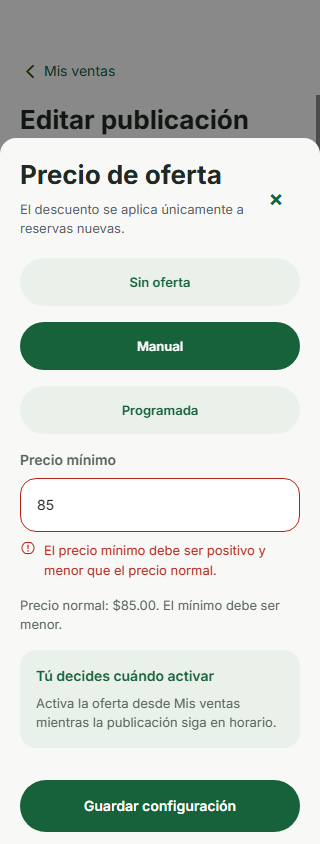 Mis ventas
Editar publicación
Precio de oferta
El descuento se aplica únicamente a
reservas nuevas.
Sin oferta
Manual
Programada
Precio mínimo
85
El precio mínimo debe ser positivo y
menor que el precio normal.
Precio normal: $85.00. El mínimo debe ser
menor.
Tú decides cuándo activar
Activa la oferta desde Mis ventas
mientras la publicación siga en horario.
Guardar configuración